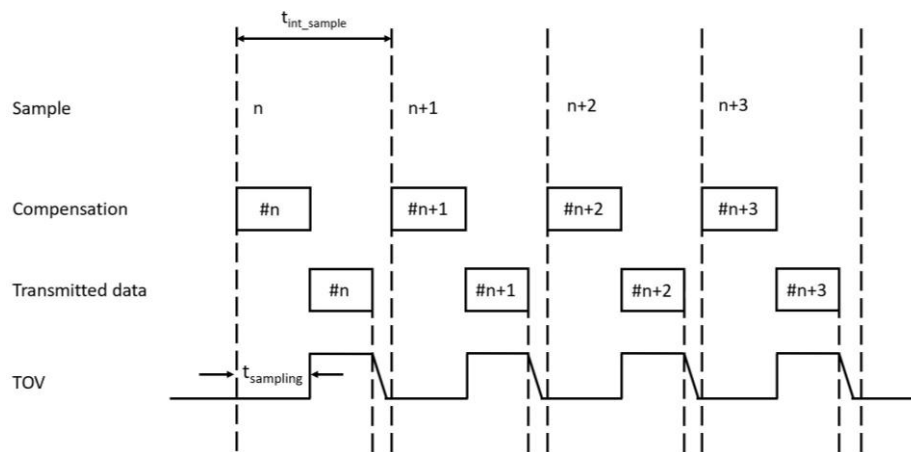 t_int_sample
Sample n n+1 n+2 n+3
Compensation #n #n+1 #n+2 #n+3
Transmitted data #n #n+1 #n+2 #n+3
TOV t_sampling